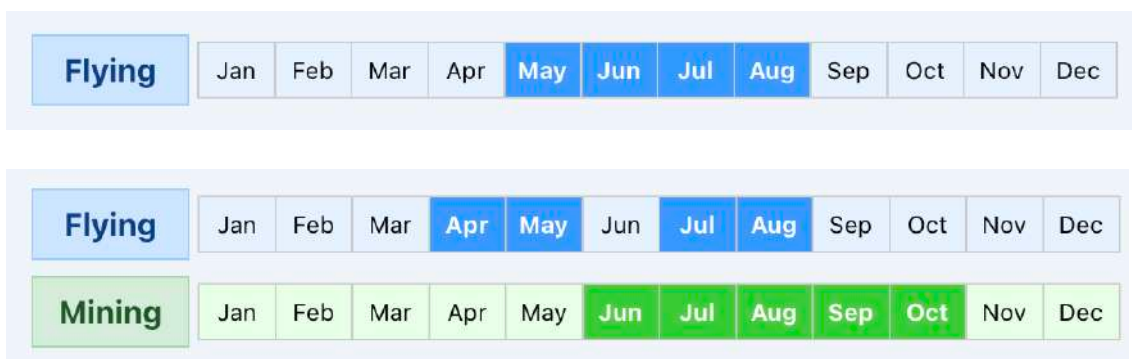 Flying Jan Feb Mar Apr May Jun Jul Aug Sep Oct Nov Dec
Flying Jan Feb Mar Apr May Jun Jul Aug Sep Oct Nov Dec
Mining Jan Feb Mar Apr May Jun Jul Aug Sep Oct Nov Dec